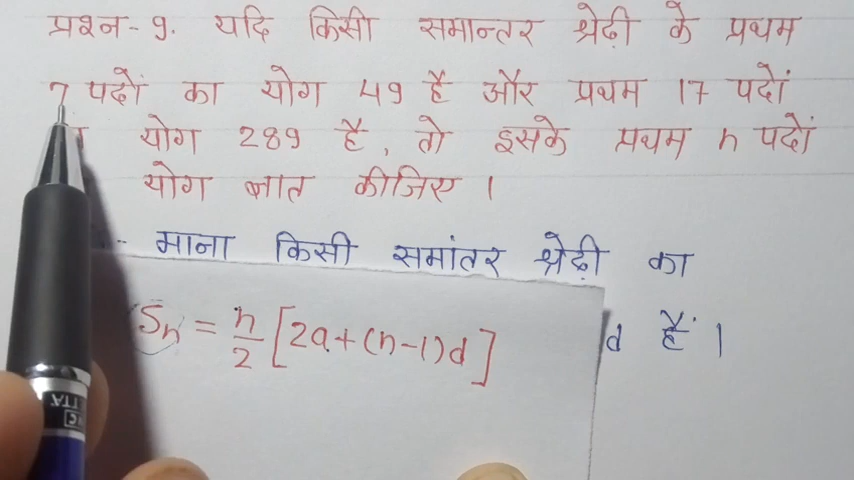 प्रश्न-9. यदि किसी समान्तर श्रेढ़ी के प्रथम
7 पदों का योग 49 है और प्रथम 17 पदों
योग 289 है, तो इसके प्रथम n पदों
योग ज्ञात कीजिए ।
माना किसी समांतर श्रेढ़ी का
Sn = n/2 [2a+(n-1)d]
d हैं ।